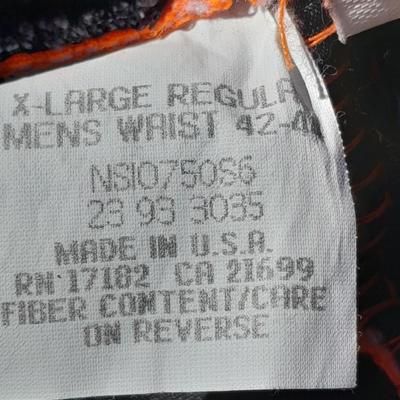 X-LARGE REGULA
MENS WAIST 42-4
NSI0750S6
23 93 3035
MADE IN U.S.A.
RN 17182 CA 21699
FIBER CONTENT/CARE
ON REVERSE